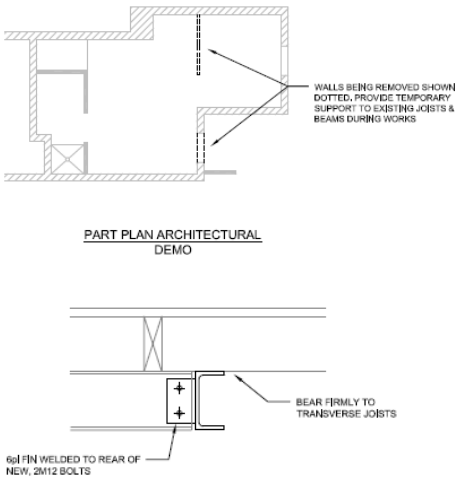 WALLS BEING REMOVED SHOWN
DOTTED. PROVIDE TEMPORARY
SUPPORT TO EXISTING JOISTS &
BEAMS DURING WORKS
PART PLAN ARCHITECTURAL
DEMO
BEAR FIRMLY TO
TRANSVERSE JOISTS
6pl FIN WELDED TO REAR OF
NEW, 2M12 BOLTS